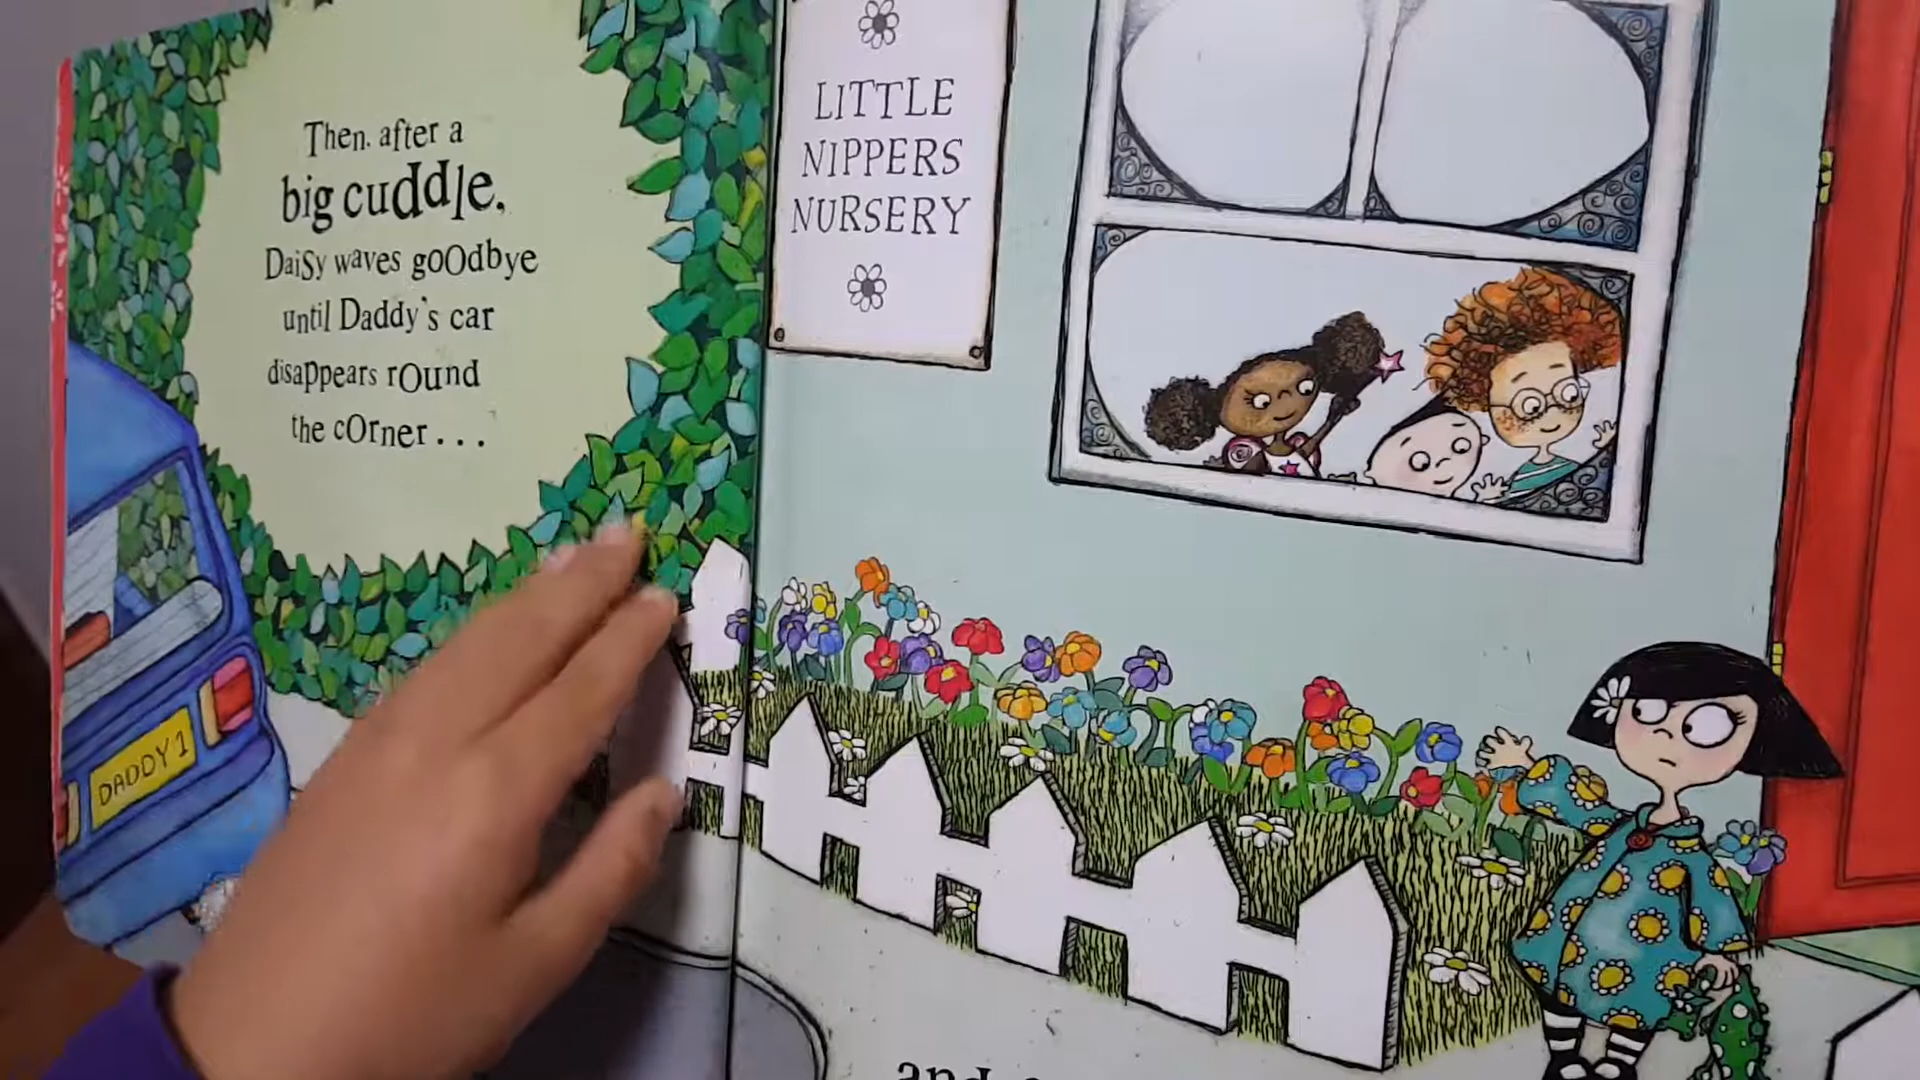 Then, after a
big cuddle,
Daisy waves goodbye
until Daddy's car
disappears round
the corner . . .
DADDY 1
LITTLE
NIPPERS
NURSERY
and